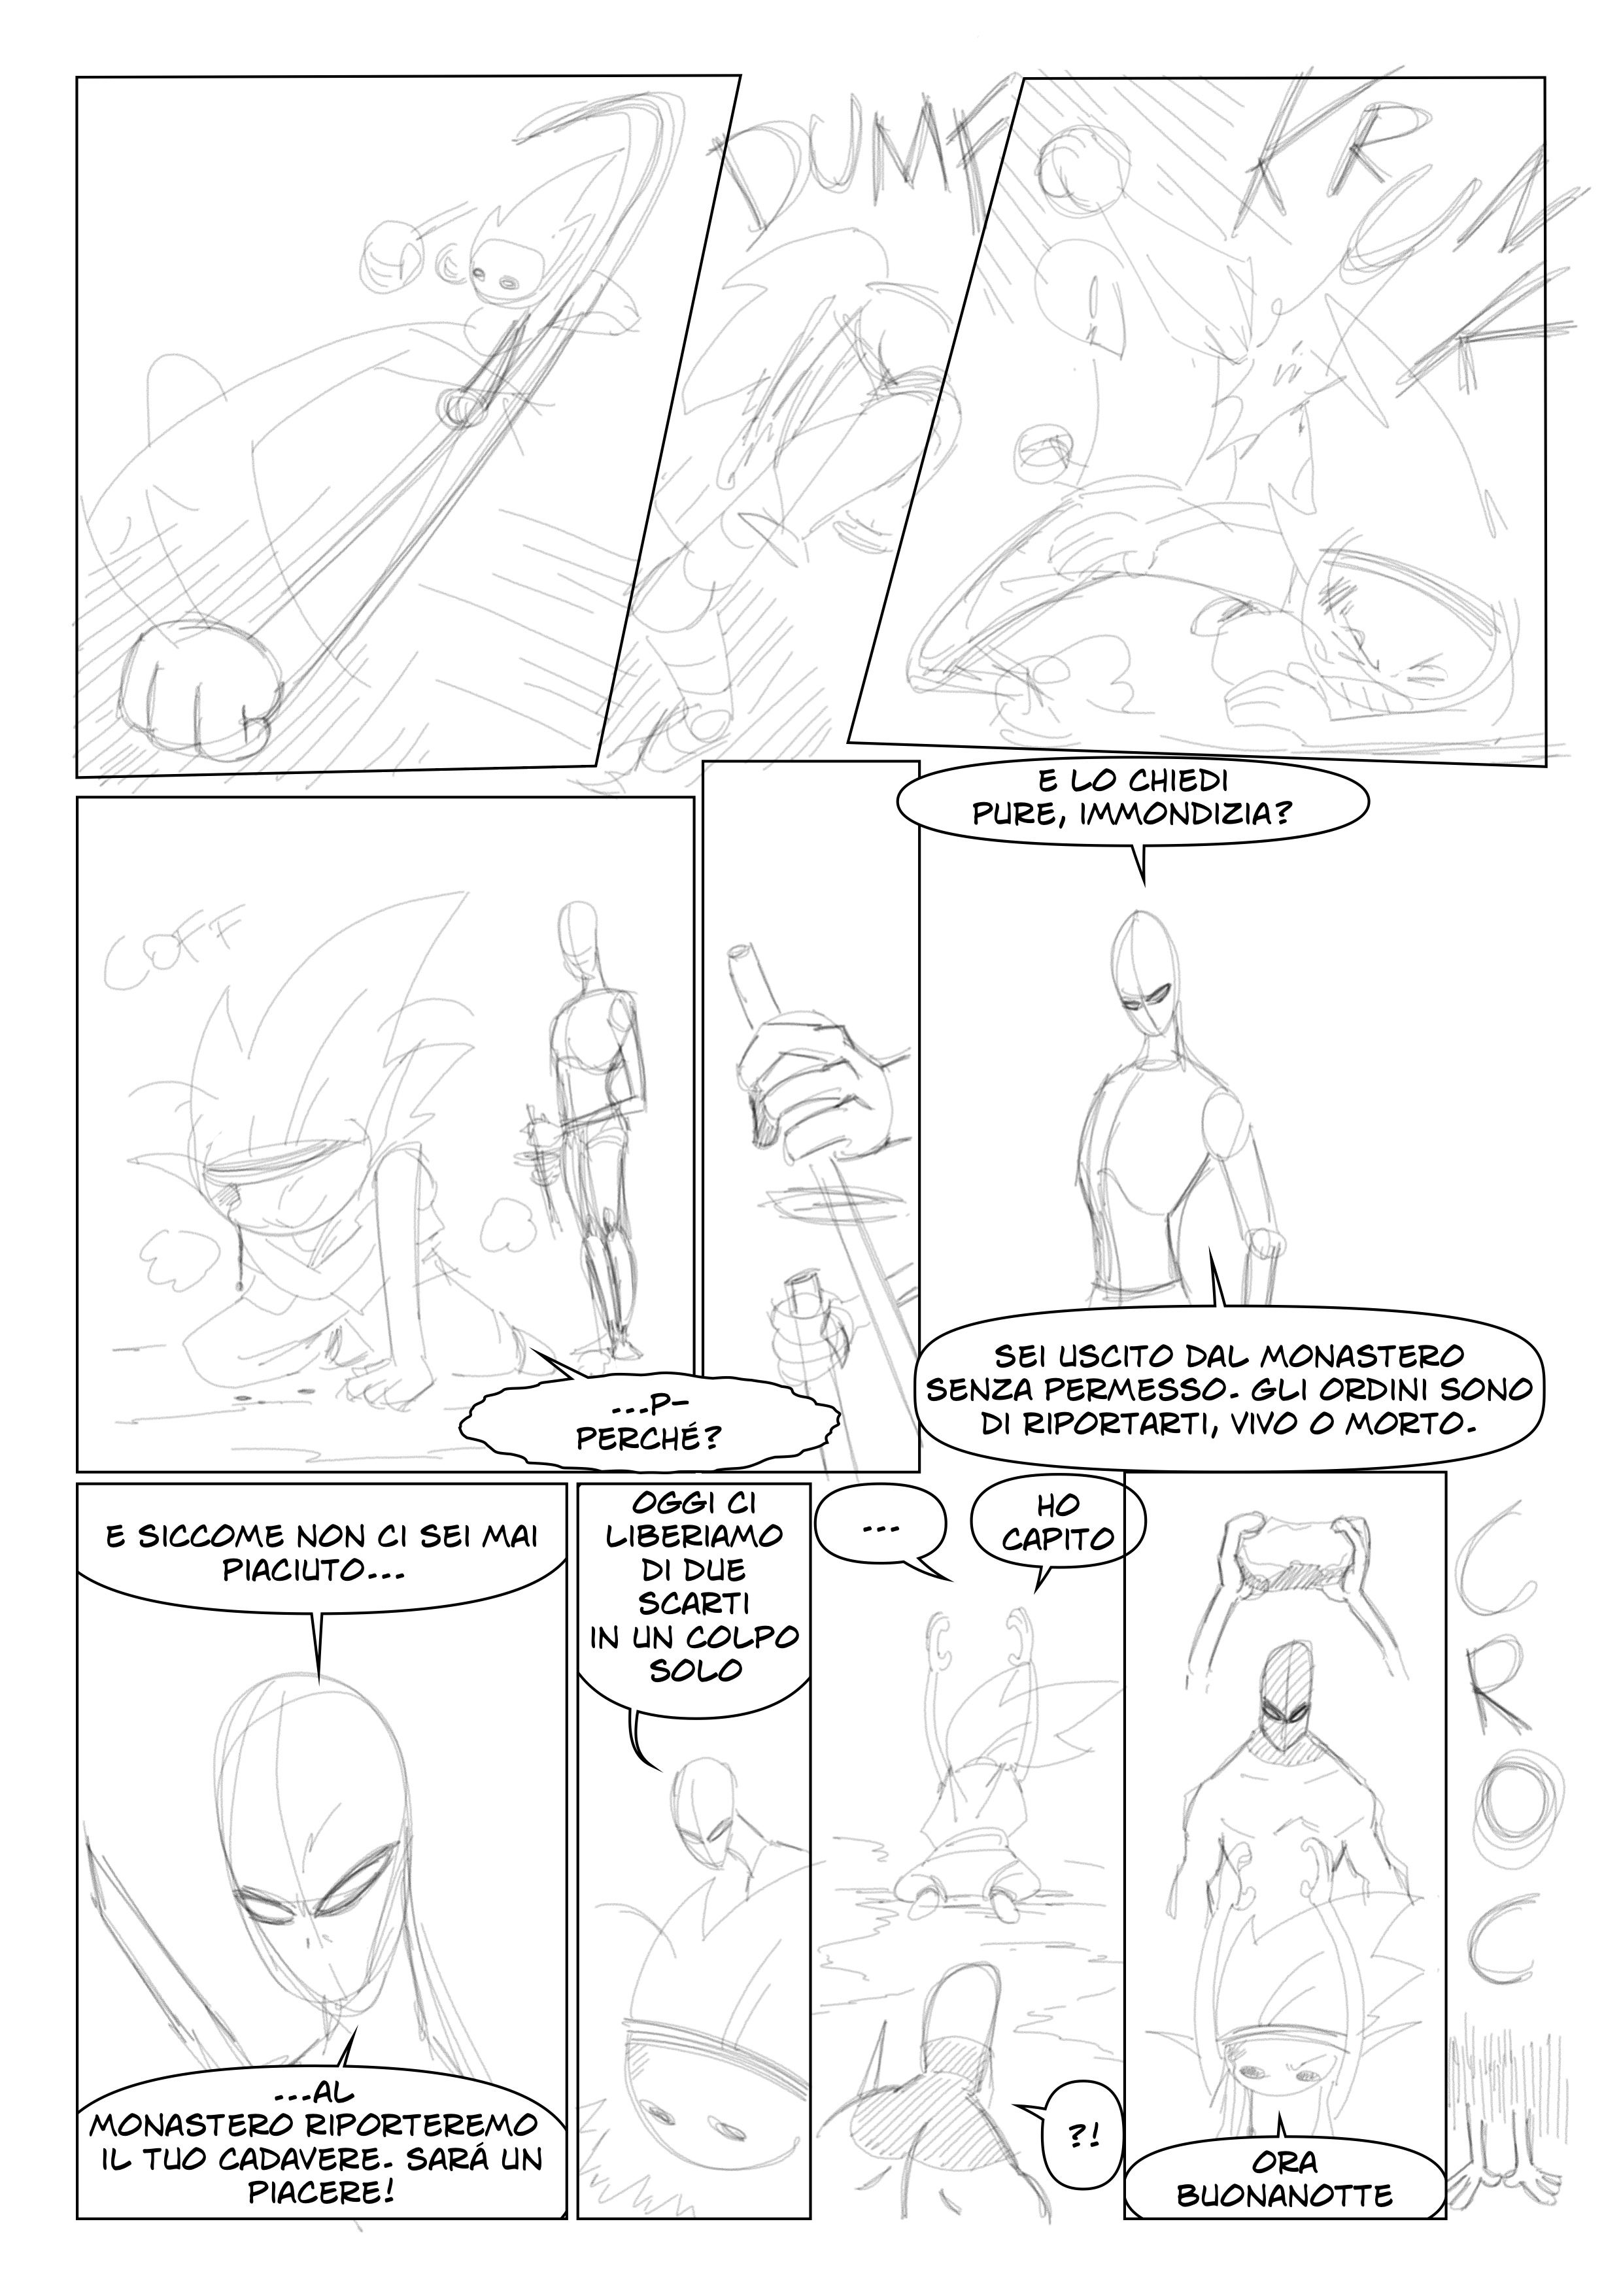 DUMF
KRUNK
COFF
...P-
PERCHÉ?
E LO CHIEDI
PURE, IMMONDIZIA?
SEI USCITO DAL MONASTERO
SENZA PERMESSO. GLI ORDINI SONO
DI RIPORTARTI, VIVO O MORTO.
E SICCOME NON CI SEI MAI
PIACIUTO...
...AL
MONASTERO RIPORTEREMO
IL TUO CADAVERE. SARÁ UN
PIACERE!
OGGI CI
LIBERIAMO
DI DUE
SCARTI
IN UN COLPO
SOLO
...
HO
CAPITO
?!
ORA
BUONANOTTE
CROC